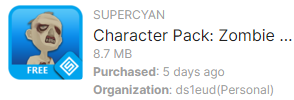 FREE
SUPERCYAN
Character Pack: Zombie ...
8.7 MB
Purchased: 5 days ago
Organization: ds1eud(Personal)